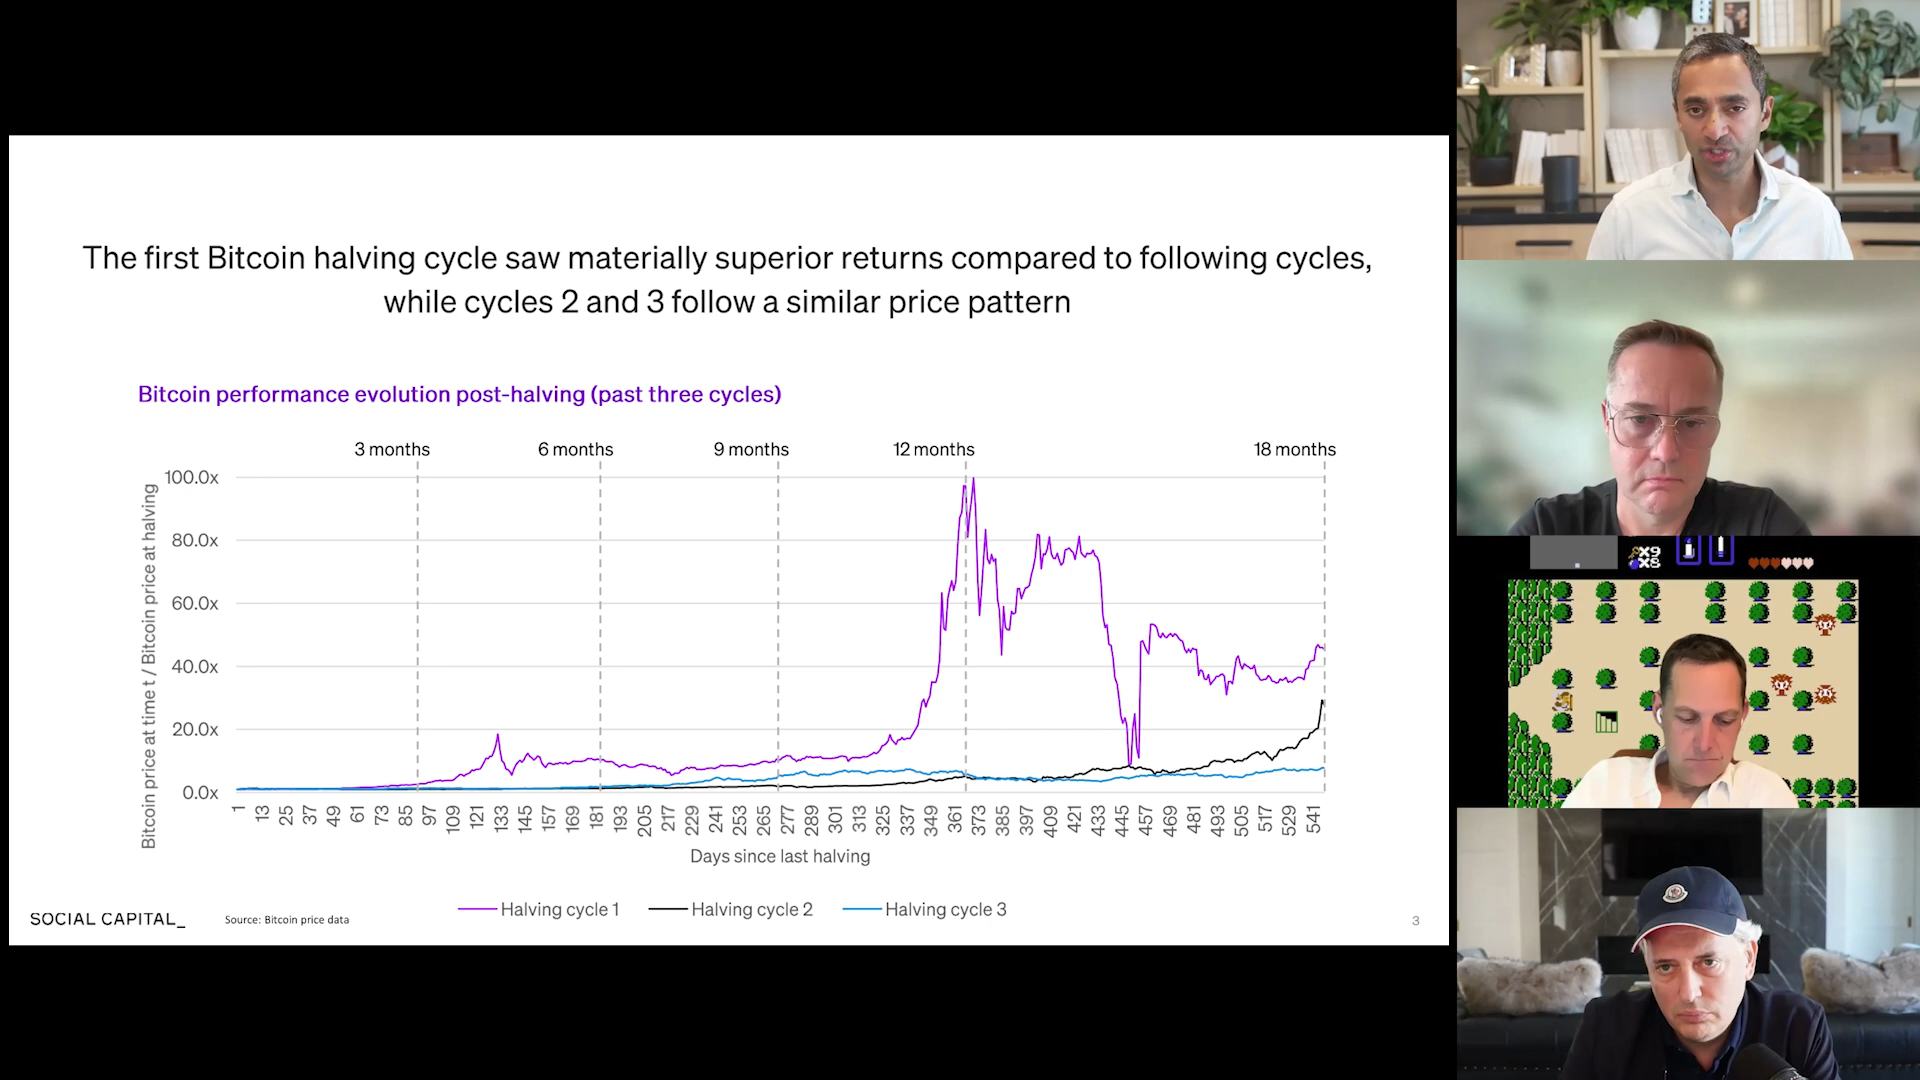 The first Bitcoin halving cycle saw materially superior returns compared to following cycles,
while cycles 2 and 3 follow a similar price pattern
Bitcoin performance evolution post-halving (past three cycles)
3 months 6 months 9 months 12 months 18 months
Bitcoin price at time t / Bitcoin price at halving
100.0x
80.0x
60.0x
40.0x
20.0x
0.0x
1 13 25 37 49 61 73 85 97 109 121 133 145 157 169 181 193 205 217 229 241 253 265 277 289 301 313 325 337 349 361 373 385 397 409 421 433 445 457 469 481 493 505 517 529 541
Days since last halving
Halving cycle 1 Halving cycle 2 Halving cycle 3
SOCIAL CAPITAL_
Source: Bitcoin price data
3
X9
X8